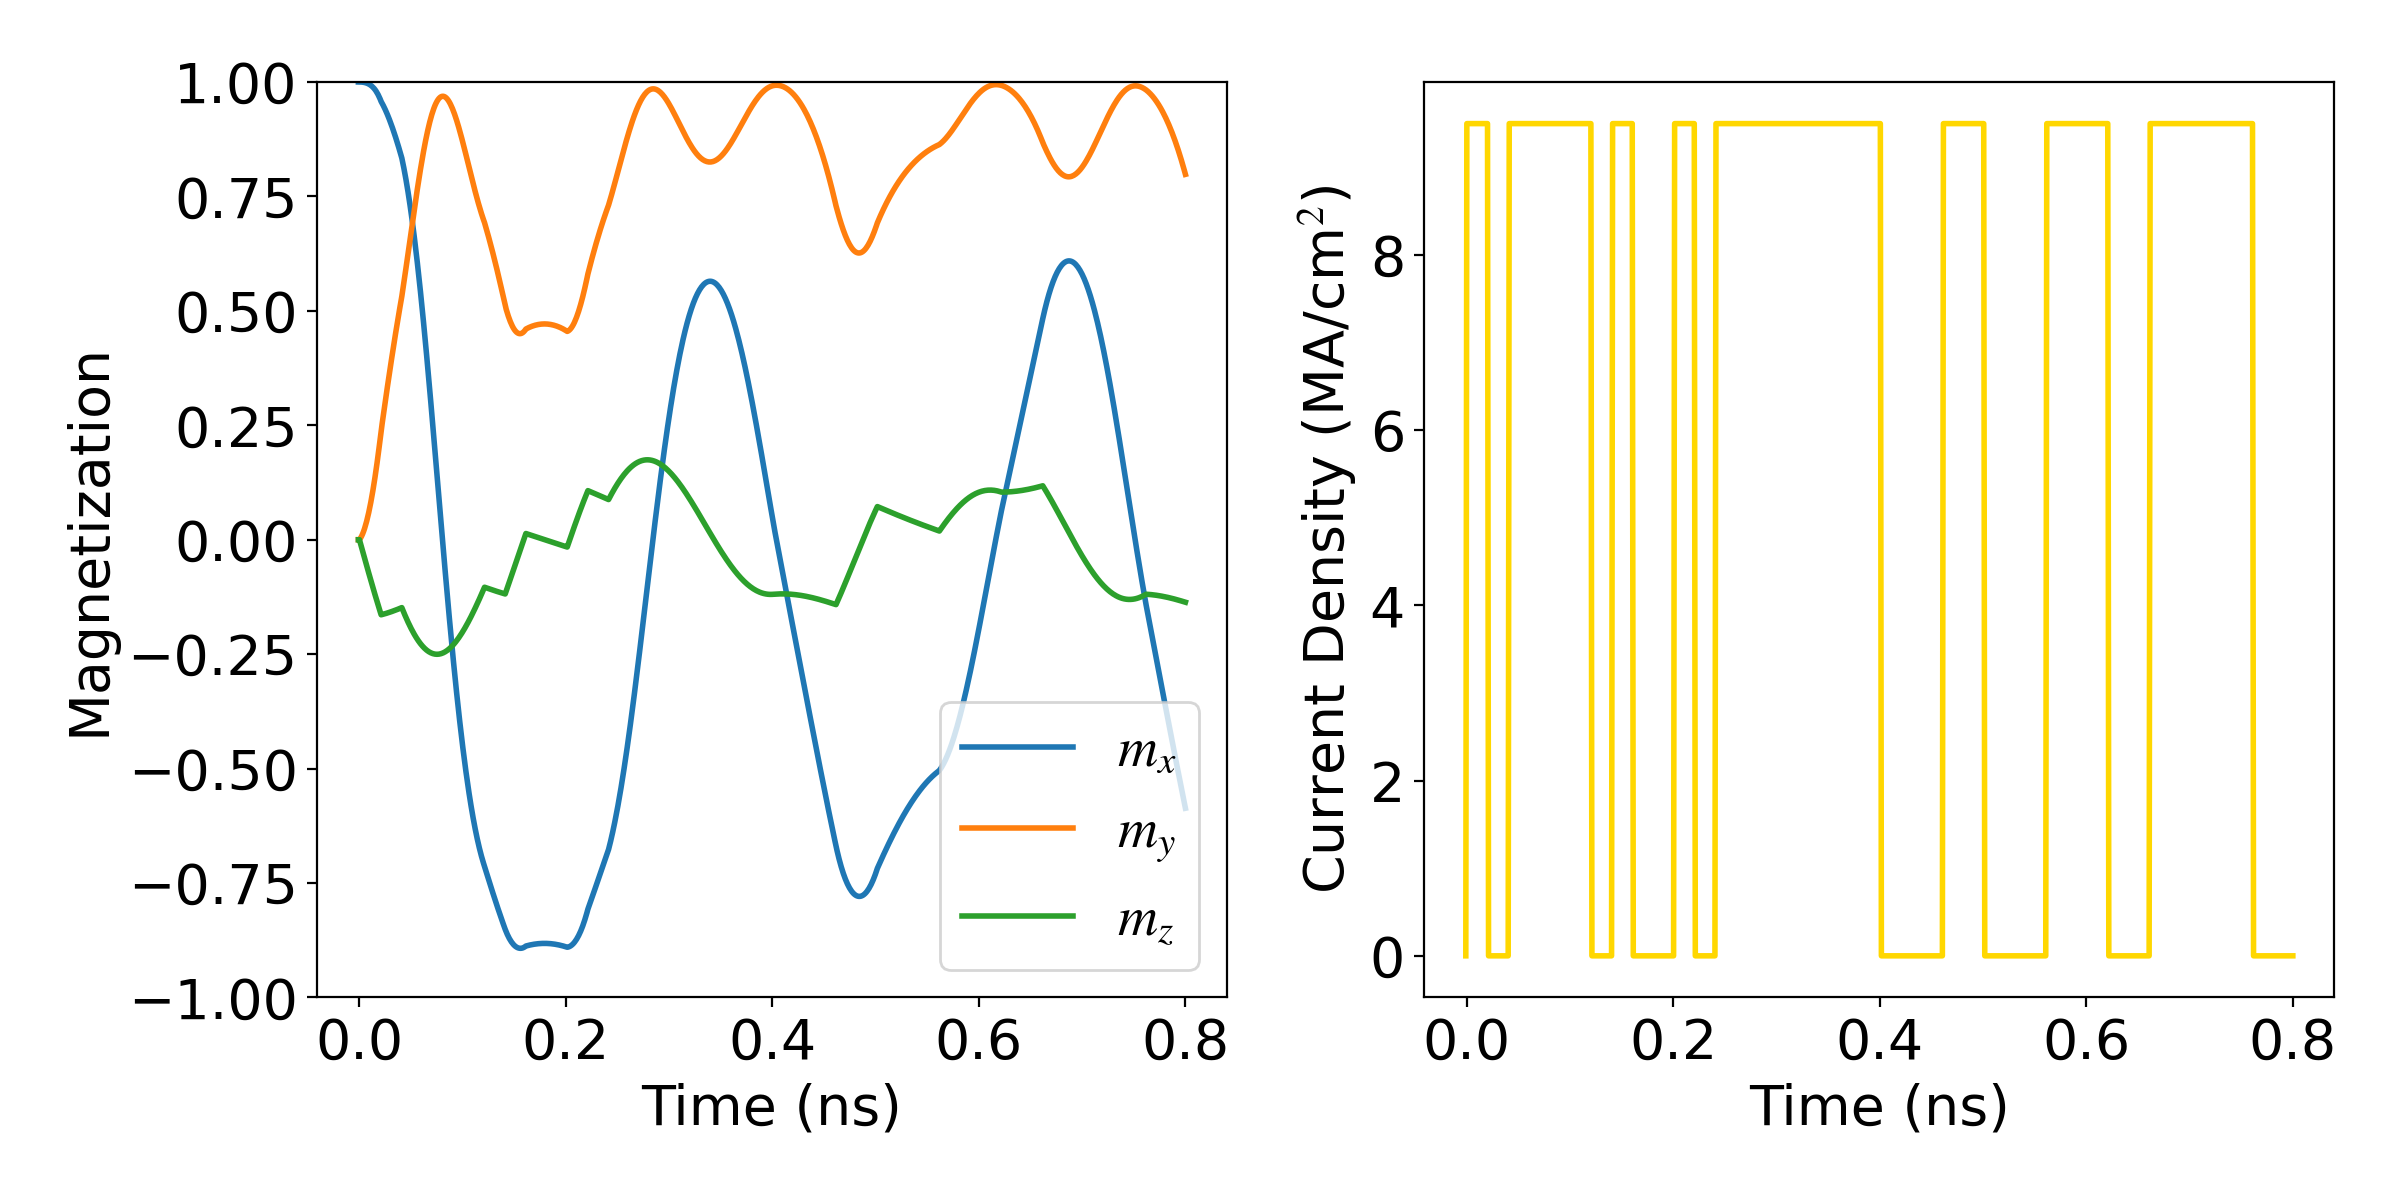 Magnetization
1.00
0.75
0.50
0.25
0.00
−0.25
−0.50
−0.75
−1.00
0.0 0.2 0.4 0.6 0.8
Time (ns)
mₓ
m_y
m_z
Current Density (MA/cm²)
8
6
4
2
0
0.0 0.2 0.4 0.6 0.8
Time (ns)